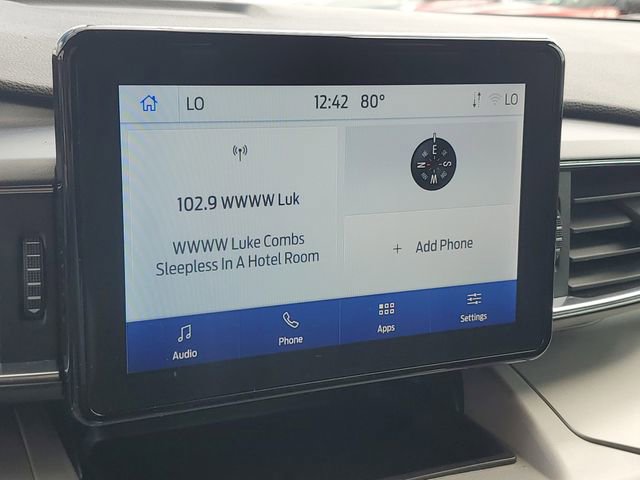 LO 12:42 80° LO
102.9 WWWW Luk
WWWW Luke Combs
Sleepless In A Hotel Room
E
N S
W
+ Add Phone
Audio Phone Apps Settings